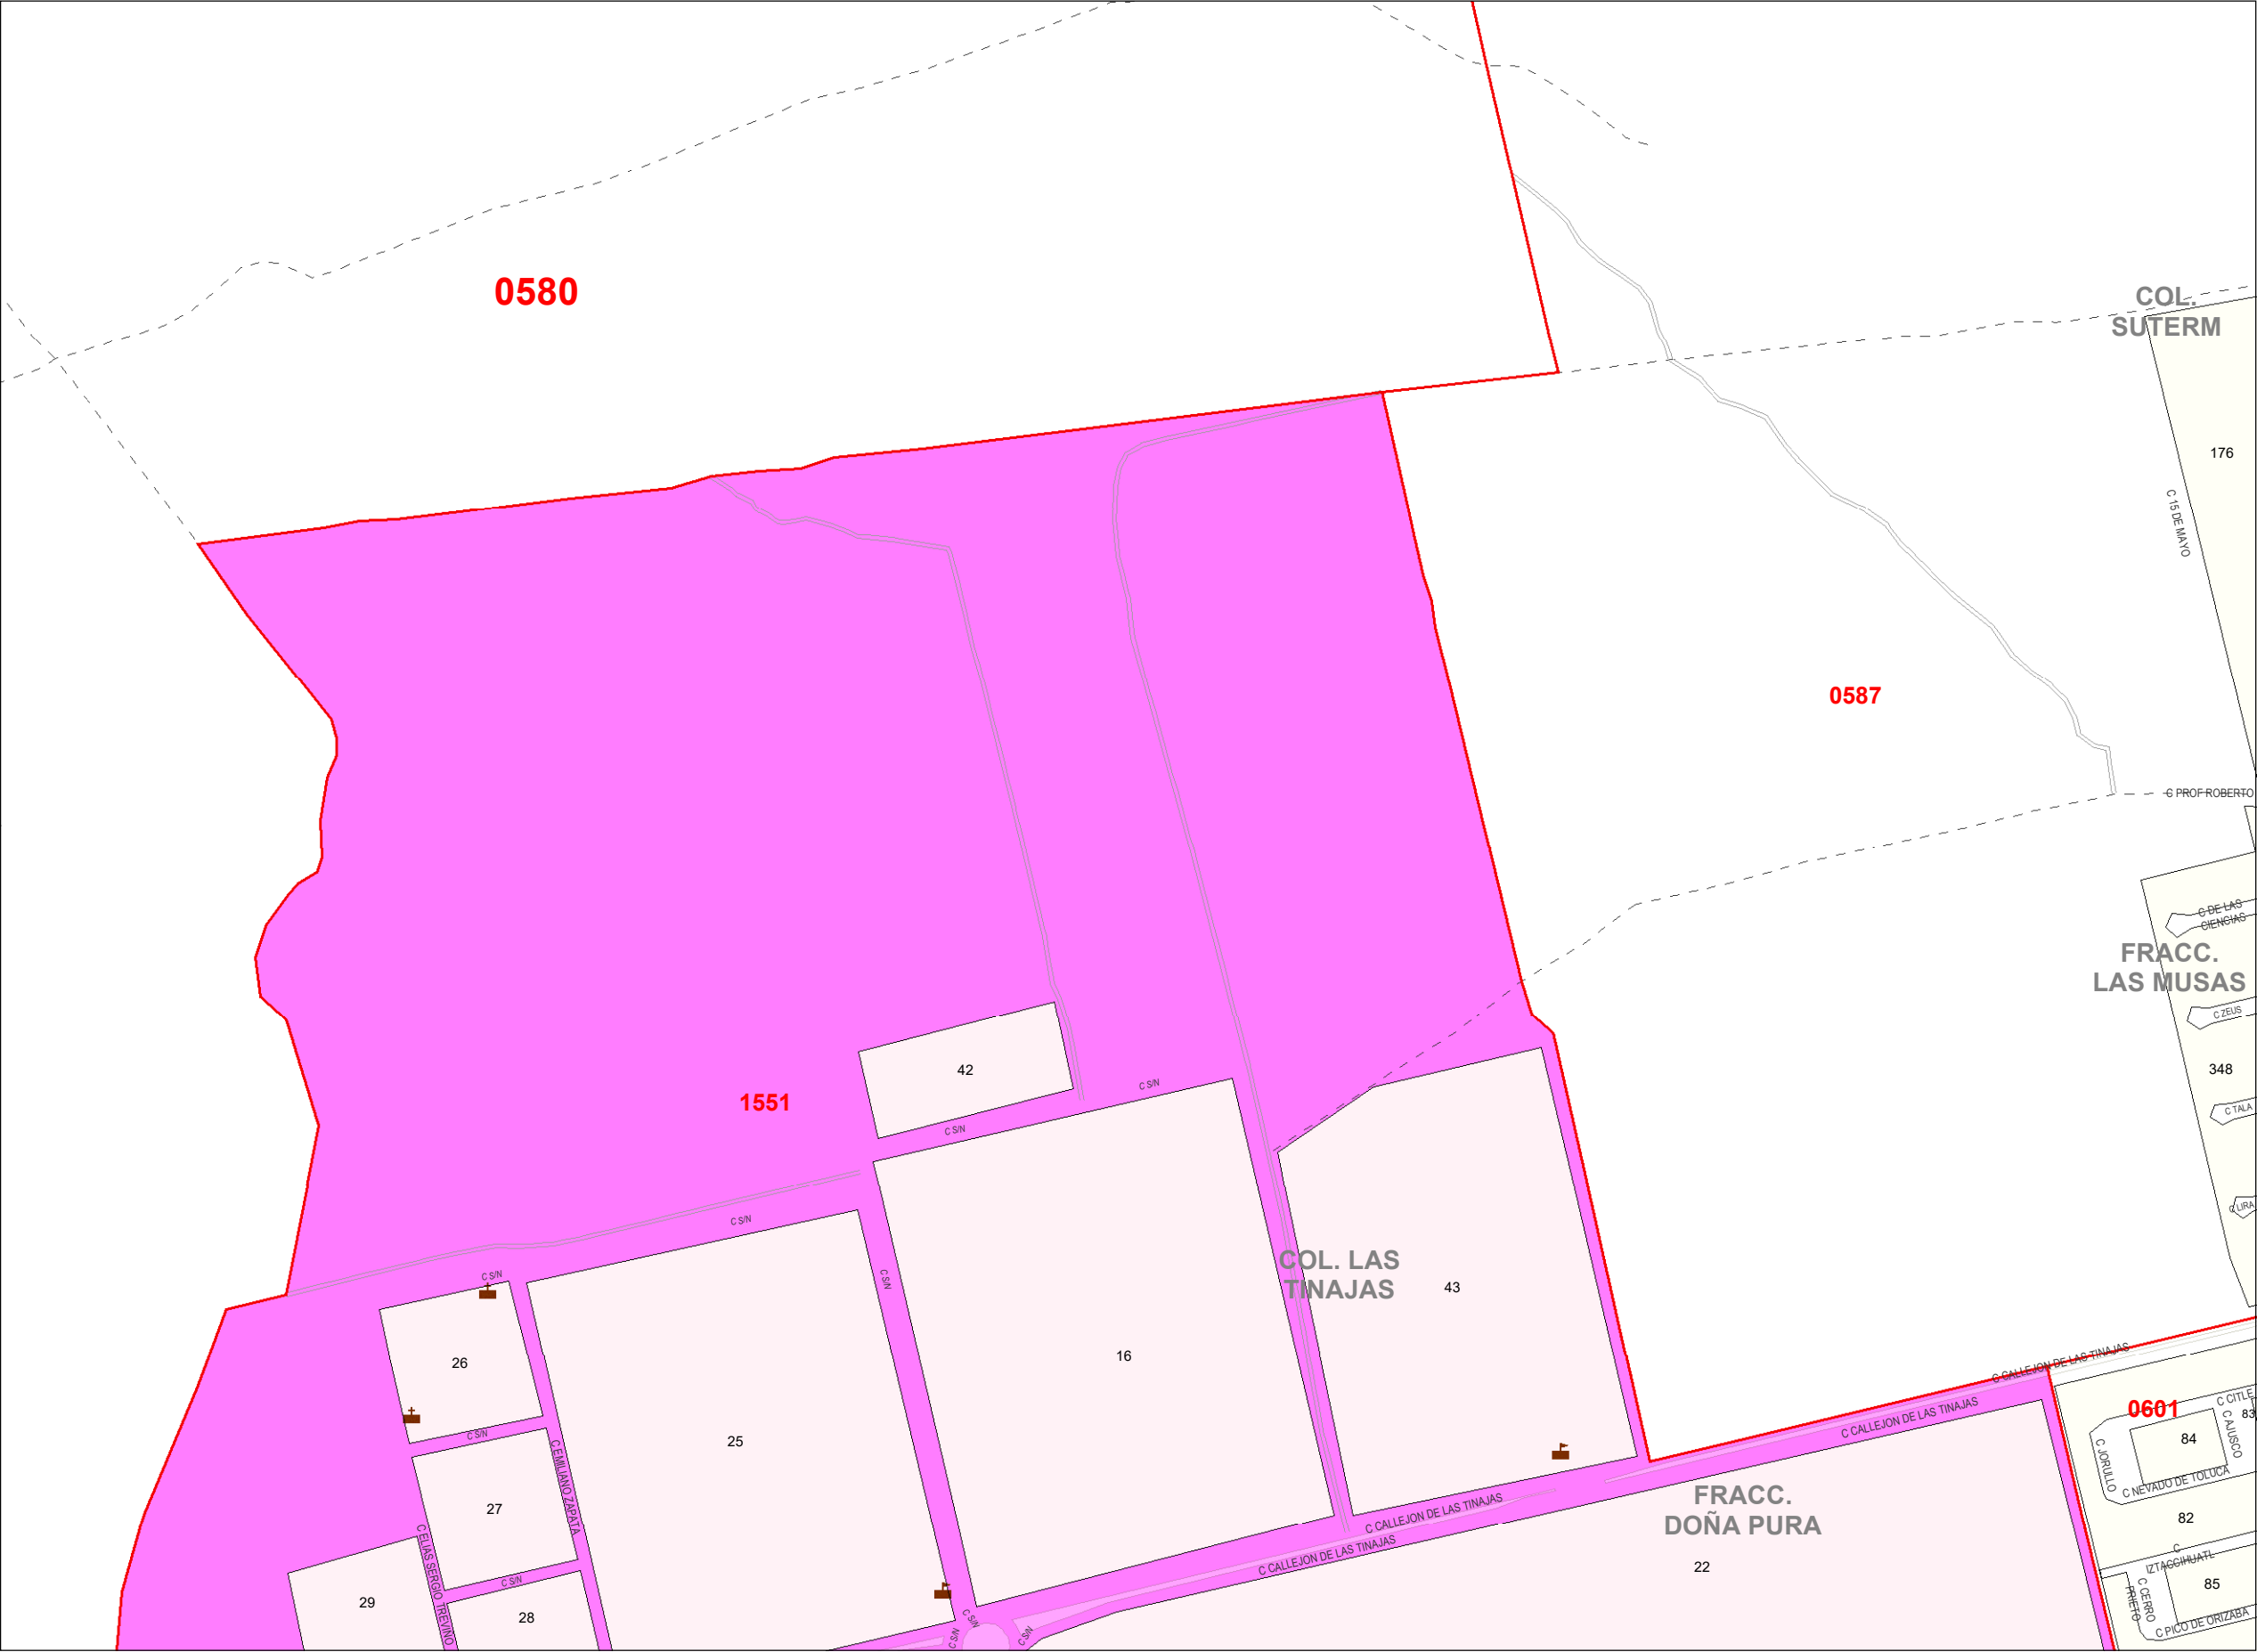 0580
COL.
SUTERM
176
C 15 DE MAYO
0587
C PROF ROBERTO
C DE LAS
CIENCIAS
FRACC.
LAS MUSAS
C ZEUS
348
C TALA
C LIRA
42
C S/N
C S/N
1551
C S/N
C S/N
C S/N
COL. LAS
TINAJAS
43
16
26
25
C S/N
C EMILIANO ZAPATA
27
C ELIAS SERGIO TREVINO
C S/N
28
29
C CALLEJON DE LAS TINAJAS
C CALLEJON DE LAS TINAJAS
C CALLEJON DE LAS TINAJAS
C CALLEJON DE LAS TINAJAS
FRACC.
DOÑA PURA
22
C S/N
C S/N
C S/N
0601
C CITLE
83
C AJUSCO
84
C JORULLO
C NEVADO DE TOLUCA
82
C
IZTACCIHUATL
85
C CERRO
PRIETO
C PICO DE ORIZABA